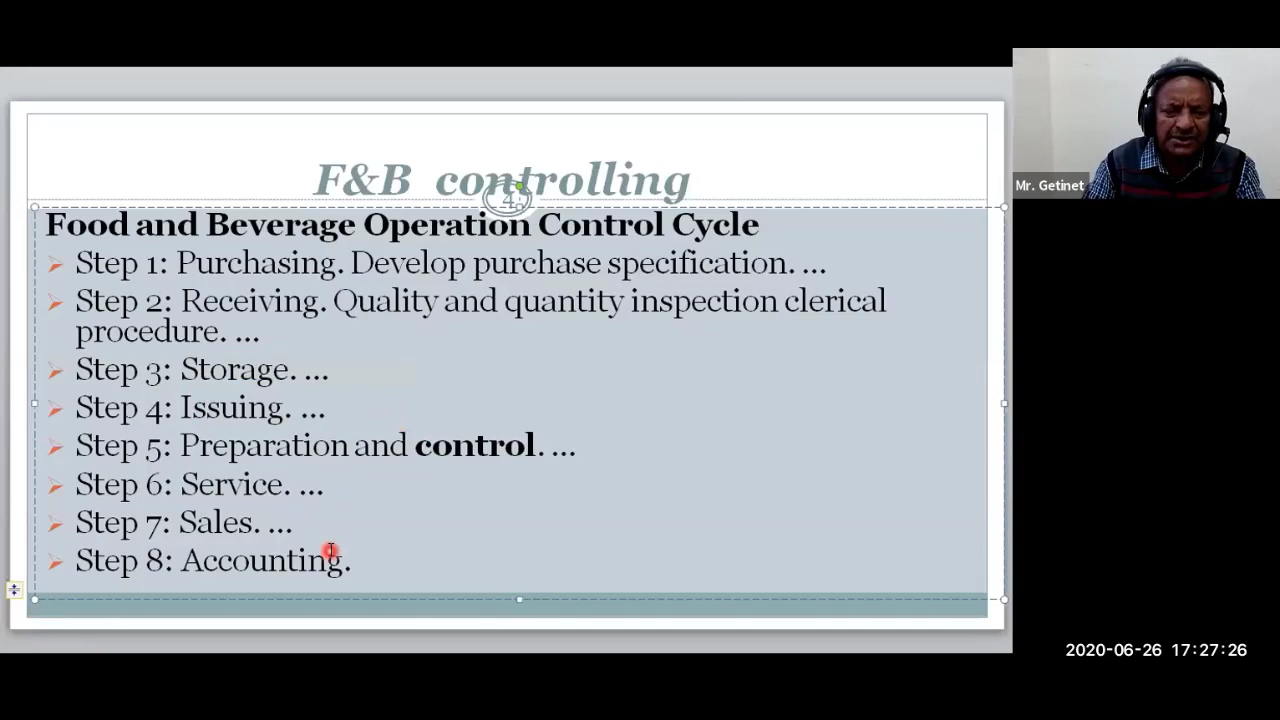 F&B controlling
4
Food and Beverage Operation Control Cycle
Step 1: Purchasing. Develop purchase specification. ...
Step 2: Receiving. Quality and quantity inspection clerical
procedure. ...
Step 3: Storage. ...
Step 4: Issuing. ...
Step 5: Preparation and control. ...
Step 6: Service. ...
Step 7: Sales. ...
Step 8: Accounting.
Mr. Getinet
2020-06-26 17:27:26